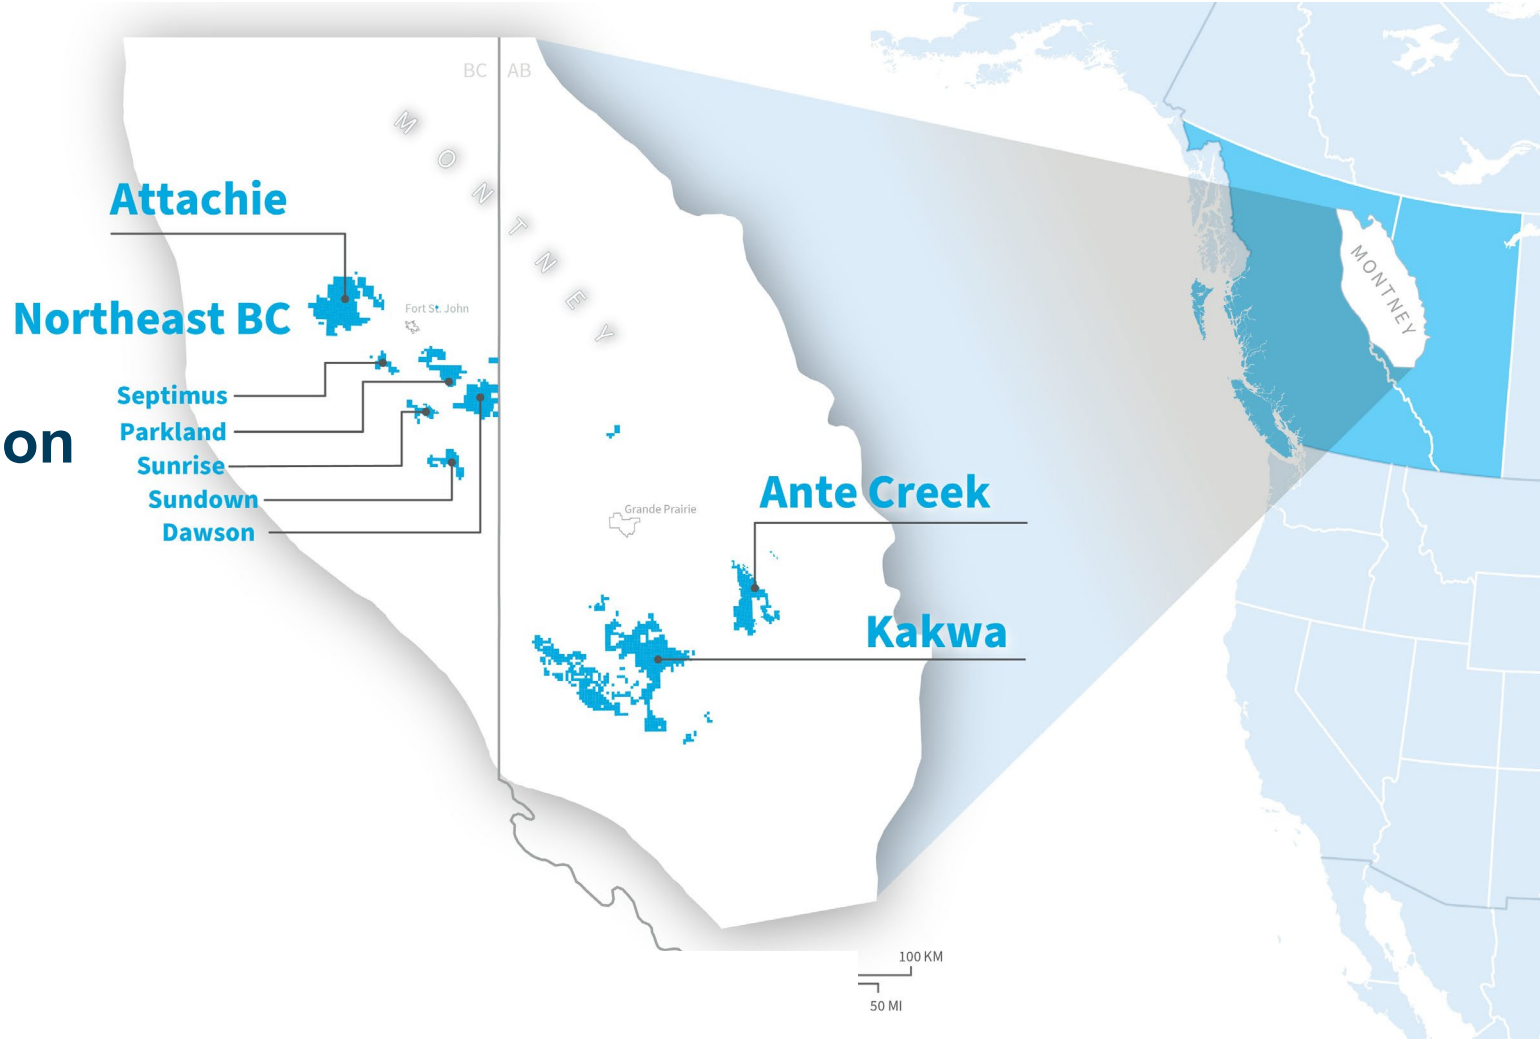 BC AB
MONTNEY
Attachie
Northeast BC
Fort St. John
Septimus
Parkland
Sunrise
Sundown
Dawson
on
Grande Prairie
Ante Creek
Kakwa
MONTNEY
100 KM
50 MI